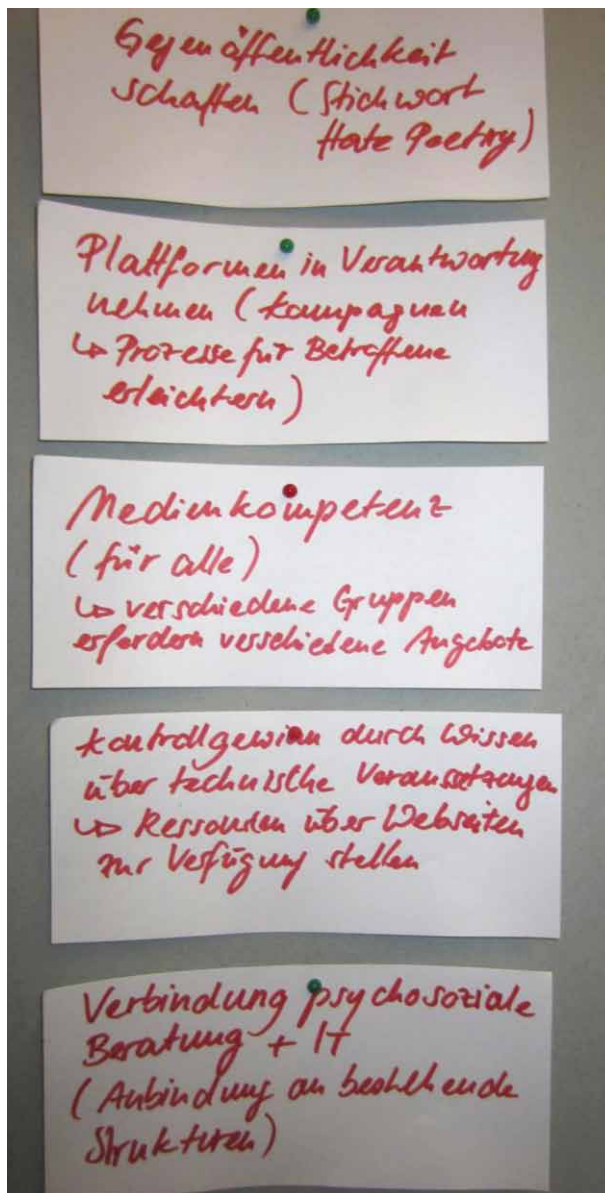 Gegenöffentlichkeit
schaffen (Stichwort
Hate Poetry)
Plattformen in Verantwortung
nehmen (Kampagnen
↳ Prozesse für Betroffene
erleichtern)
Medienkompetenz
(für alle)
↳ verschiedene Gruppen
erfordern verschiedene Angebote
Kontrollgewinn durch Wissen
über technische Voraussetzungen
↳ Ressourcen über Webseiten
zur Verfügung stellen
Verbindung psychosoziale
Beratung + IT
(Anbindung an bestehende
Strukturen)